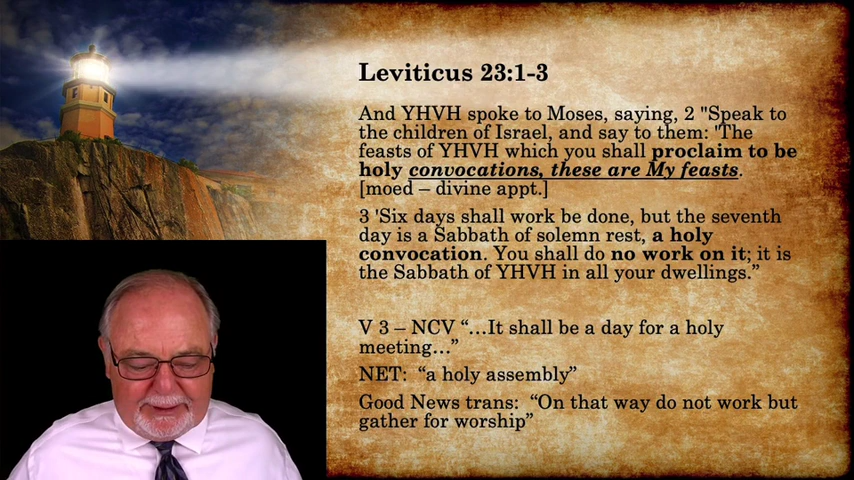 Leviticus 23:1-3
And YHVH spoke to Moses, saying, 2 "Speak to
the children of Israel, and say to them: 'The
feasts of YHVH which you shall proclaim to be
holy convocations, these are My feasts.
[moed – divine appt.]
3 'Six days shall work be done, but the seventh
day is a Sabbath of solemn rest, a holy
convocation. You shall do no work on it; it is
the Sabbath of YHVH in all your dwellings.”
V 3 – NCV “…It shall be a day for a holy
meeting…”
NET:  “a holy assembly”
Good News trans:  “On that way do not work but
gather for worship”